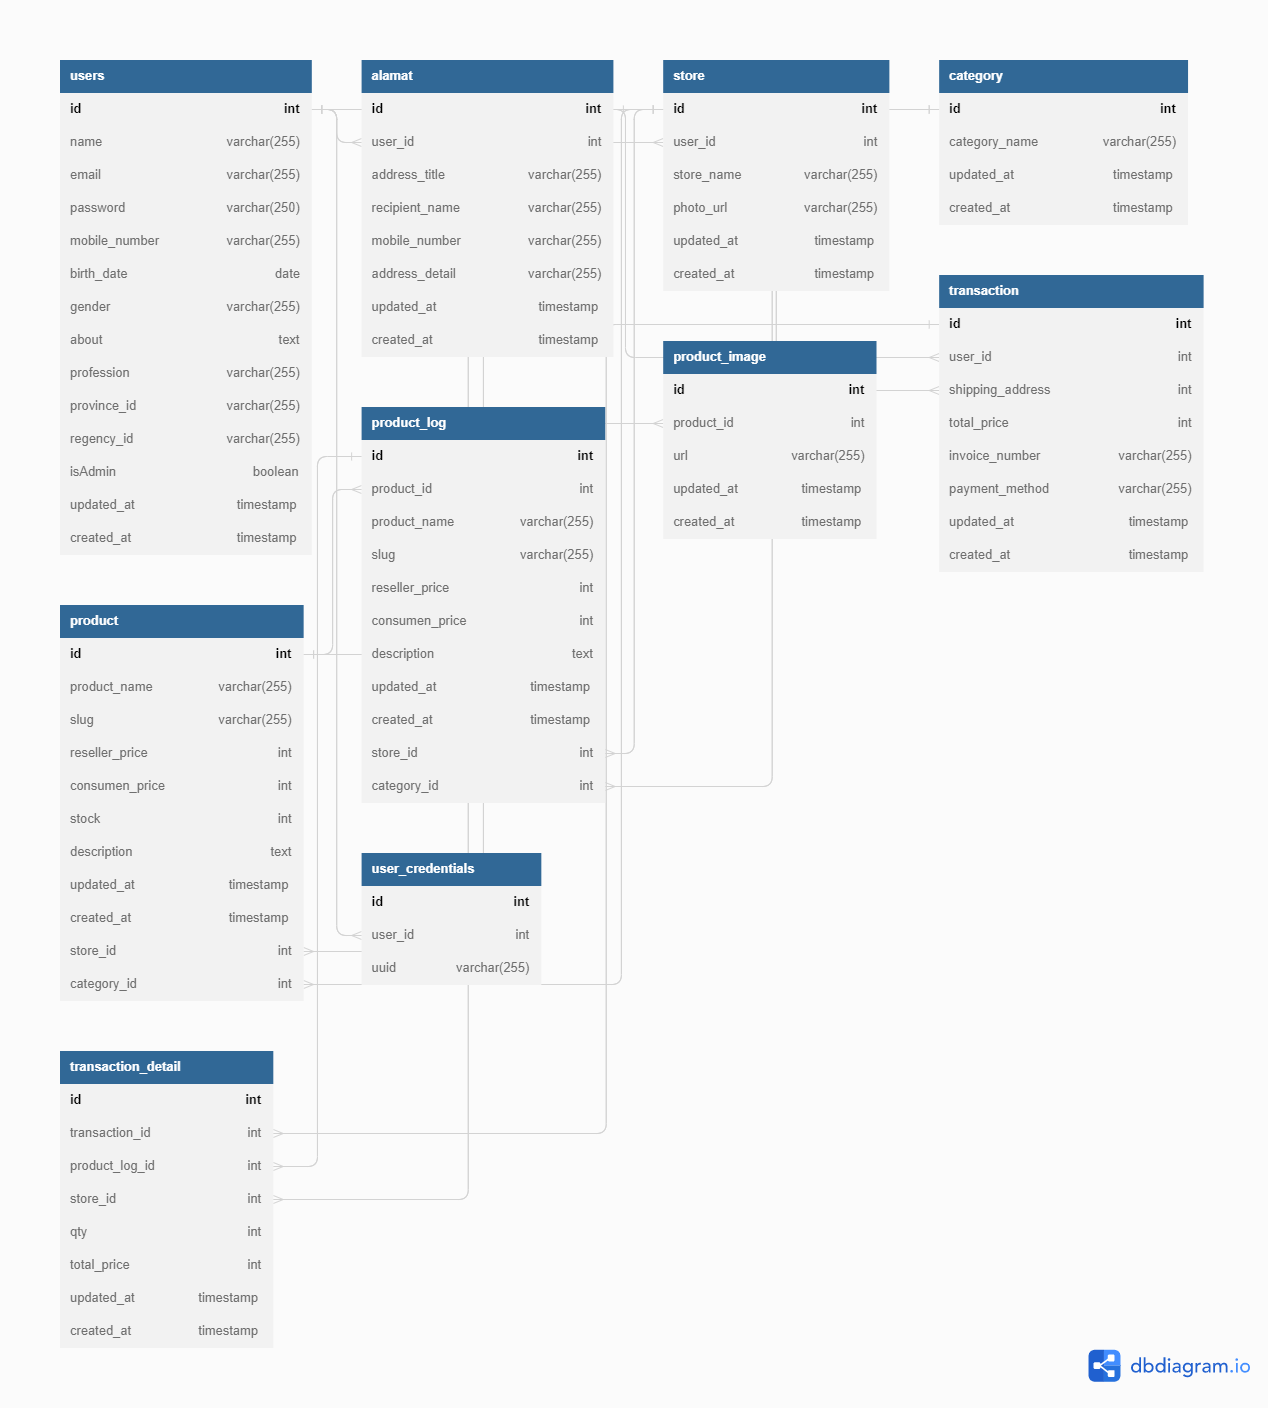 users
id int
name varchar(255)
email varchar(255)
password varchar(250)
mobile_number varchar(255)
birth_date date
gender varchar(255)
about text
profession varchar(255)
province_id varchar(255)
regency_id varchar(255)
isAdmin boolean
updated_at timestamp
created_at timestamp
alamat
id int
user_id int
address_title varchar(255)
recipient_name varchar(255)
mobile_number varchar(255)
address_detail varchar(255)
updated_at timestamp
created_at timestamp
store
id int
user_id int
store_name varchar(255)
photo_url varchar(255)
updated_at timestamp
created_at timestamp
category
id int
category_name varchar(255)
updated_at timestamp
created_at timestamp
transaction
id int
user_id int
shipping_address int
total_price int
invoice_number varchar(255)
payment_method varchar(255)
updated_at timestamp
created_at timestamp
product_image
id int
product_id int
url varchar(255)
updated_at timestamp
created_at timestamp
product_log
id int
product_id int
product_name varchar(255)
slug varchar(255)
reseller_price int
consumen_price int
description text
updated_at timestamp
created_at timestamp
store_id int
category_id int
product
id int
product_name varchar(255)
slug varchar(255)
reseller_price int
consumen_price int
stock int
description text
updated_at timestamp
created_at timestamp
store_id int
category_id int
user_credentials
id int
user_id int
uuid varchar(255)
transaction_detail
id int
transaction_id int
product_log_id int
store_id int
qty int
total_price int
updated_at timestamp
created_at timestamp
dbdiagram.io